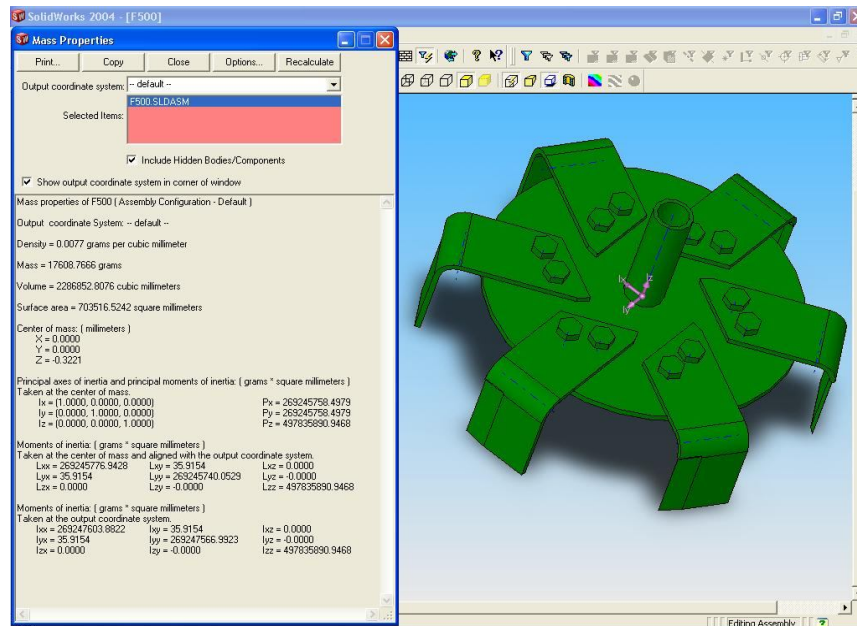 SolidWorks 2004 - [F500]
Mass Properties
Print... Copy Close Options... Recalculate
Output coordinate system: -- default --
F500.SLDASM
Selected Items:
Include Hidden Bodies/Components
Show output coordinate system in corner of window
Mass properties of F500 ( Assembly Configuration - Default )
Output coordinate System: -- default --
Density = 0.0077 grams per cubic millimeter
Mass = 17608.7666 grams
Volume = 2286852.8076 cubic millimeters
Surface area = 703516.5242 square millimeters
Center of mass: ( millimeters )
X = 0.0000
Y = 0.0000
Z = -0.3221
Principal axes of inertia and principal moments of inertia: ( grams * square millimeters )
Taken at the center of mass.
Ix = (1.0000, 0.0000, 0.0000) Px = 269245758.4979
Iy = (0.0000, 1.0000, 0.0000) Py = 269245758.4979
Iz = (0.0000, 0.0000, 1.0000) Pz = 497835890.9468
Moments of inertia: ( grams * square millimeters )
Taken at the center of mass and aligned with the output coordinate system.
Lxx = 269245776.9428 Lxy = 35.9154 Lxz = 0.0000
Lyx = 35.9154 Lyy = 269245740.0529 Lyz = -0.0000
Lzx = 0.0000 Lzy = -0.0000 Lzz = 497835890.9468
Moments of inertia: ( grams * square millimeters )
Taken at the output coordinate system.
Ixx = 269247603.8822 Ixy = 35.9154 Ixz = 0.0000
Iyx = 35.9154 Iyy = 269247566.9923 Iyz = -0.0000
Izx = 0.0000 Izy = -0.0000 Izz = 497835890.9468
Ix Iz
Iy
Editing Assembly